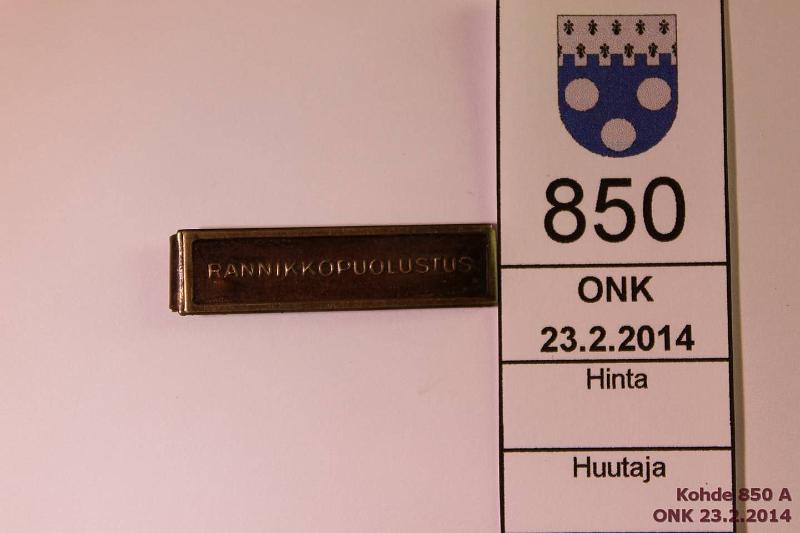 RANNIKKOPUOLUSTUS
850
ONK
23.2.2014
Hinta
Huutaja
Kohde 850 A
ONK 23.2.2014